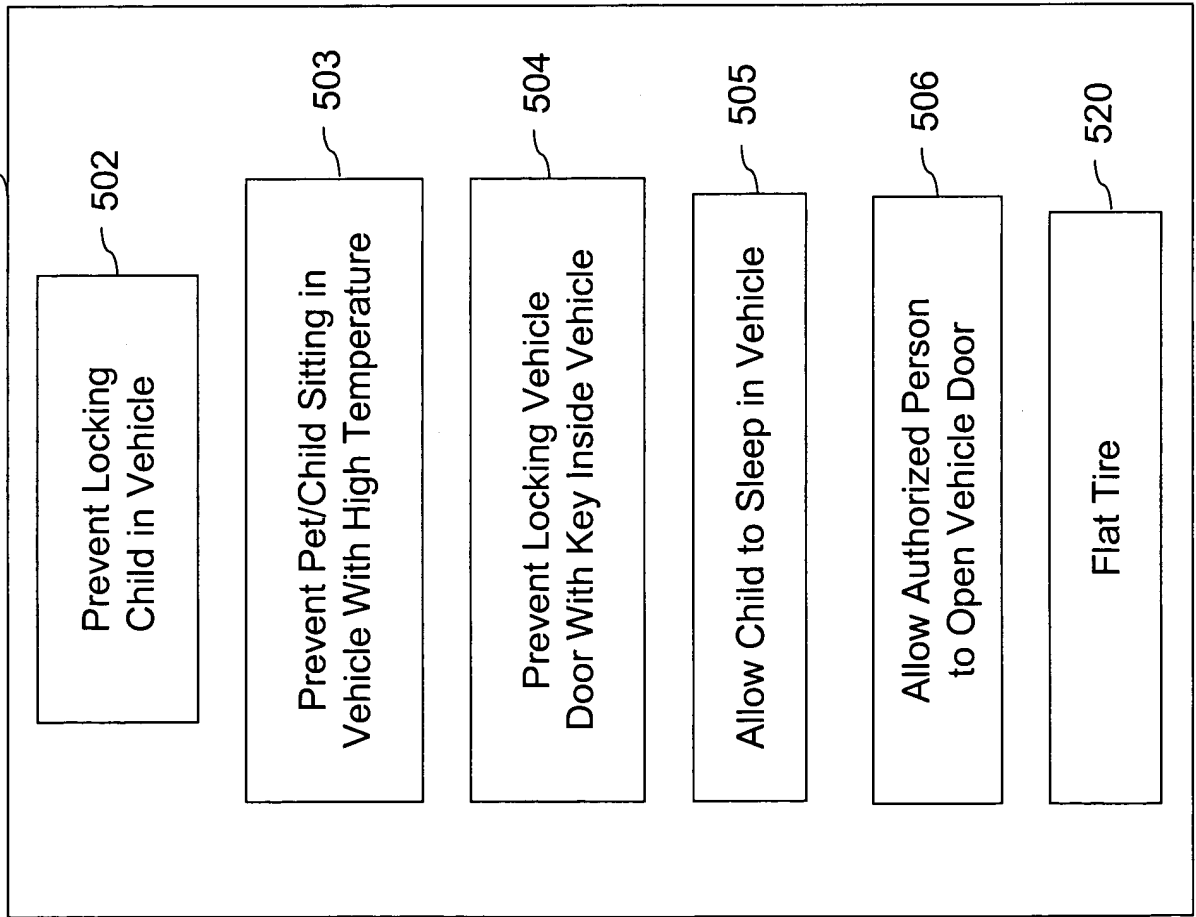 Prevent Locking
Child in Vehicle
502
Prevent Pet/Child Sitting in
Vehicle With High Temperature
503
Prevent Locking Vehicle
Door With Key Inside Vehicle
504
Allow Child to Sleep in Vehicle
505
Allow Authorized Person
to Open Vehicle Door
506
Flat Tire
520